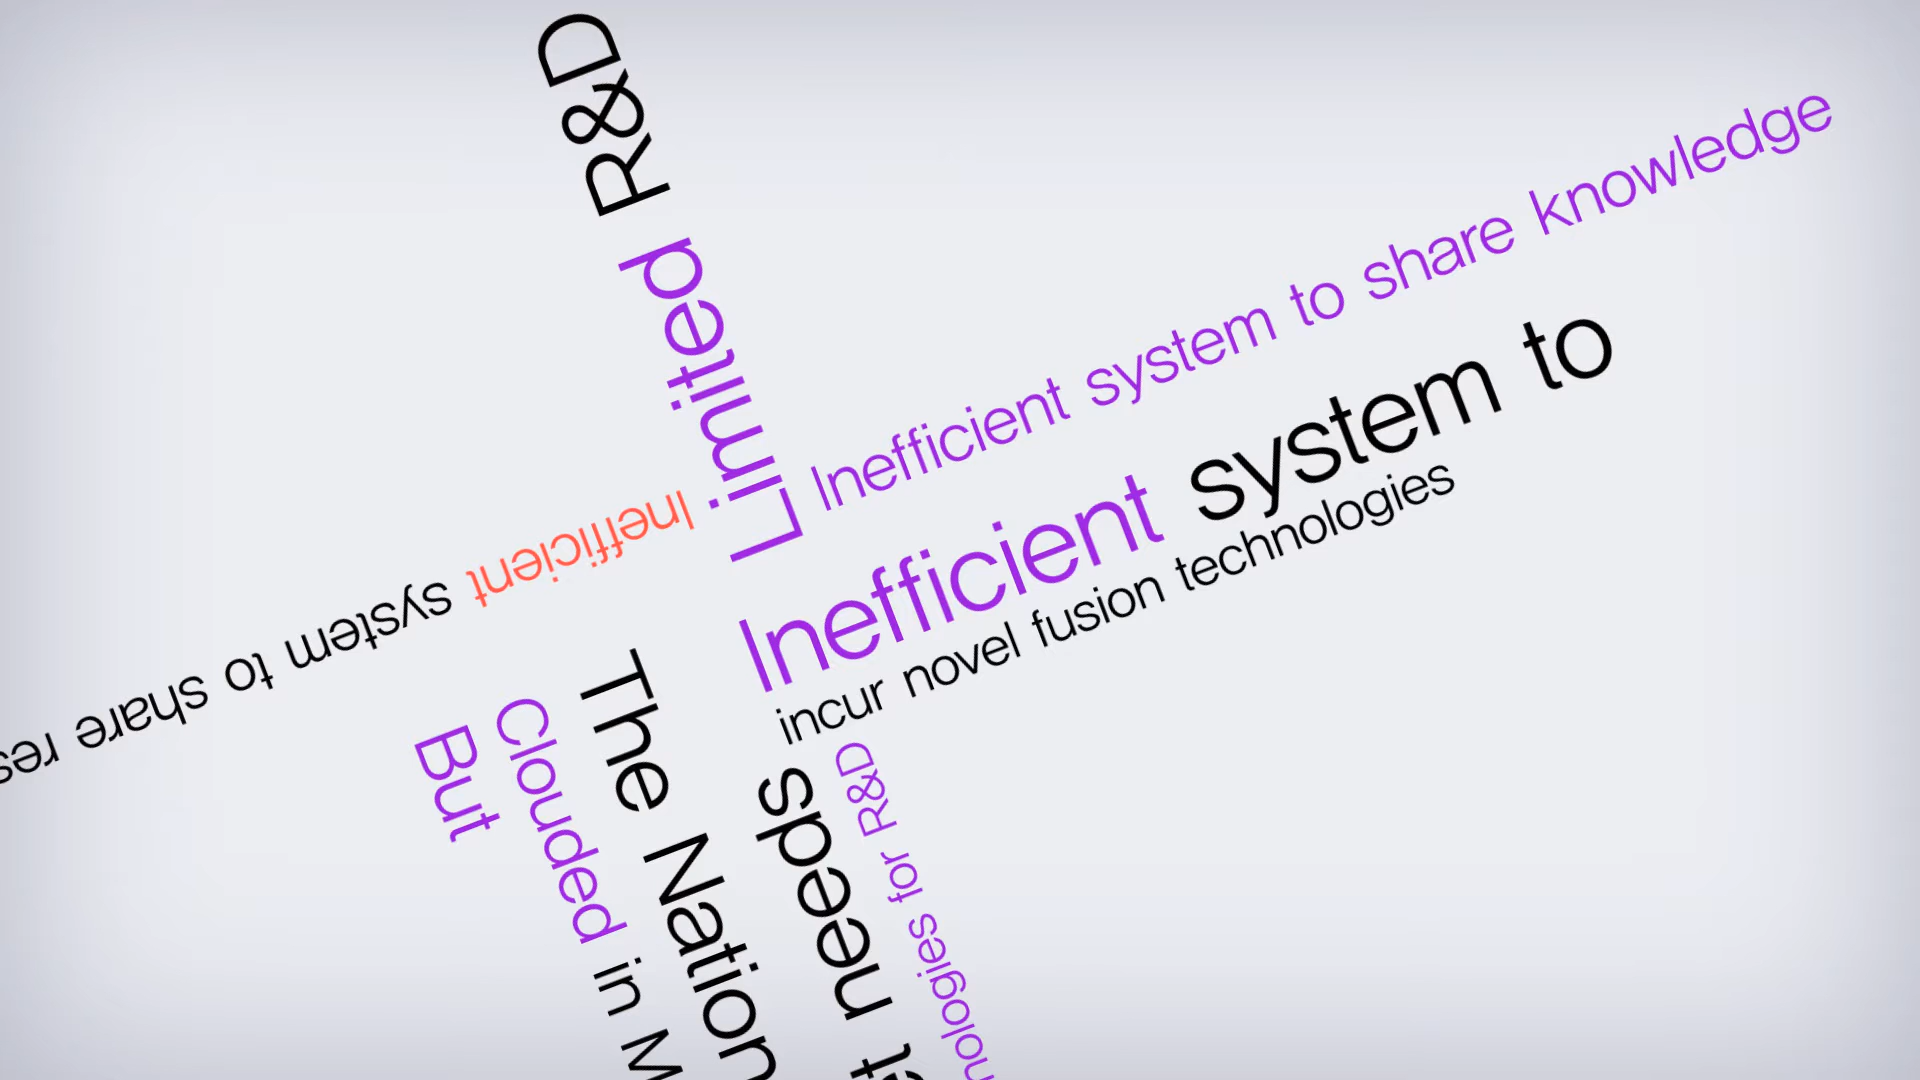 Limited R&D
Inefficient system to share knowledge
Inefficient system to share
Inefficient system to
incur novel fusion technologies
The Nation
Clouded in
But
needs
for R&D